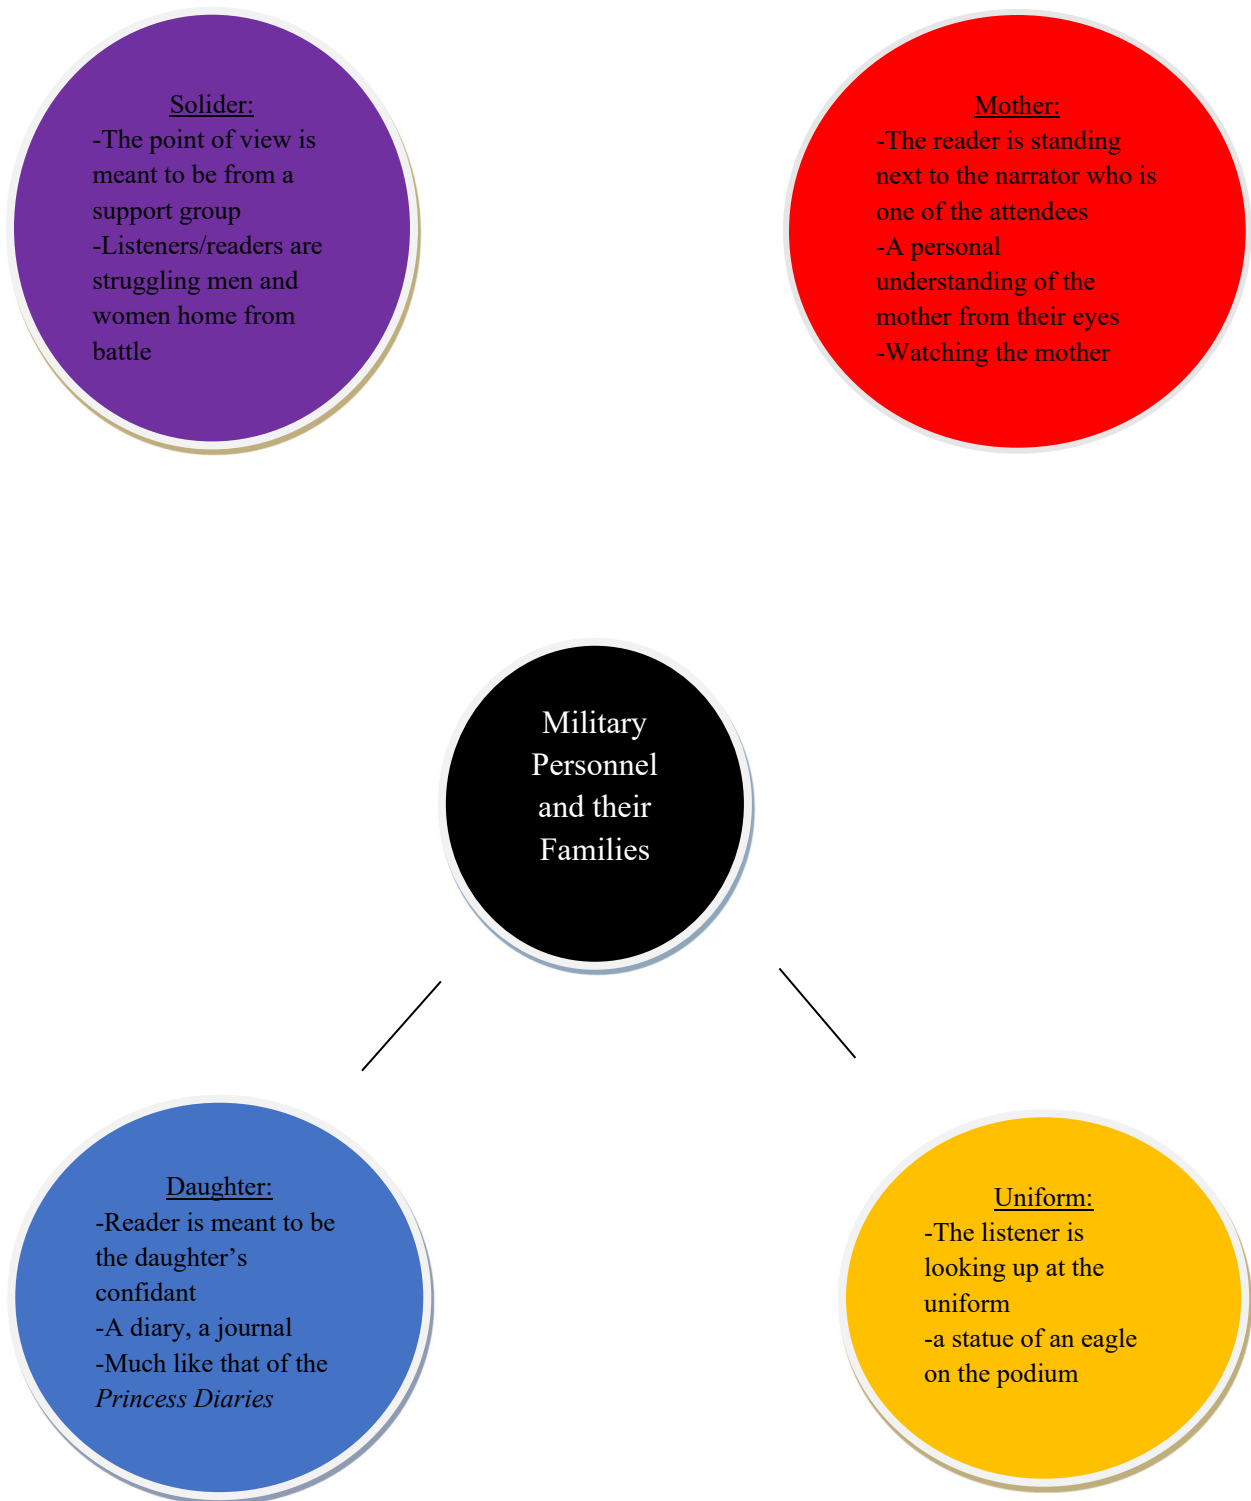 Solider:
-The point of view is
meant to be from a
support group
-Listeners/readers are
struggling men and
women home from
battle
Mother:
-The reader is standing
next to the narrator who is
one of the attendees
-A personal
understanding of the
mother from their eyes
-Watching the mother
Military
Personnel
and their
Families
Daughter:
-Reader is meant to be
the daughter’s
confidant
-A diary, a journal
-Much like that of the
Princess Diaries
Uniform:
-The listener is
looking up at the
uniform
-a statue of an eagle
on the podium